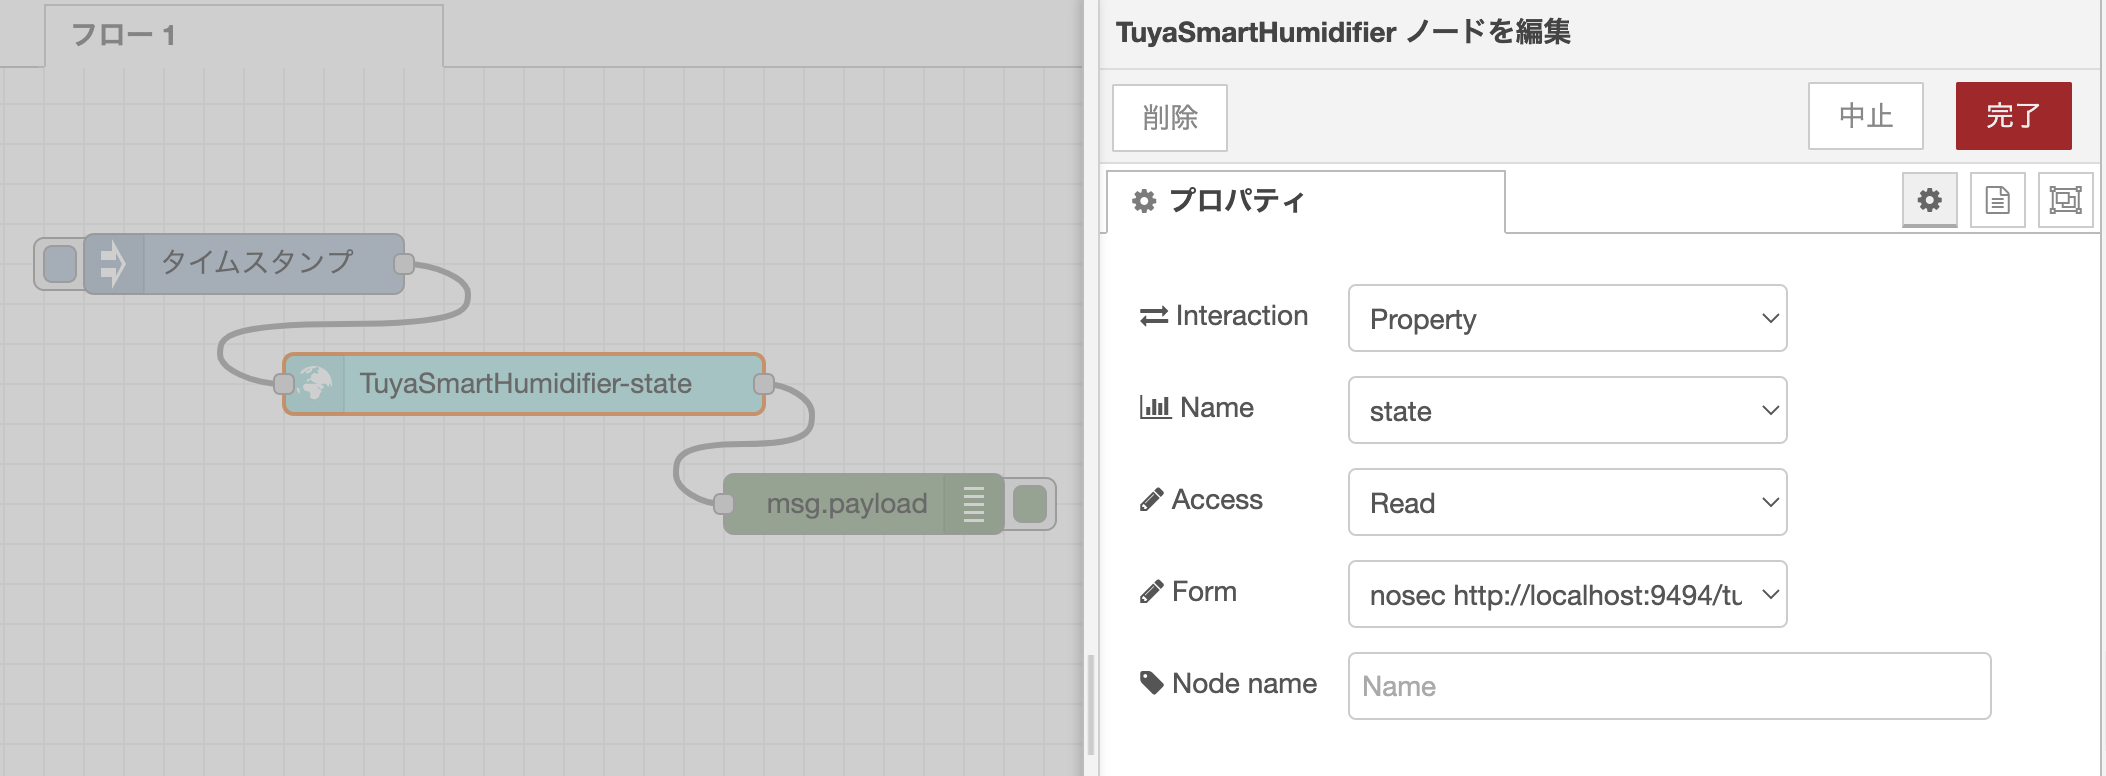 フロー 1
タイムスタンプ
TuyaSmartHumidifier-state
msg.payload
TuyaSmartHumidifier ノードを編集
削除
中止
完了
プロパティ
Interaction
Property
Name
state
Access
Read
Form
nosec http://localhost:9494/tu
Node name
Name